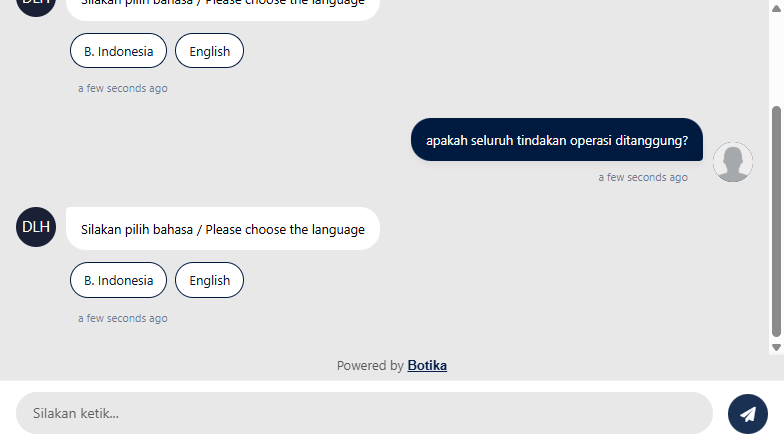 DLH
Silakan pilih bahasa / Please choose the language
B. Indonesia
English
a few seconds ago
apakah seluruh tindakan operasi ditanggung?
a few seconds ago
DLH
Silakan pilih bahasa / Please choose the language
B. Indonesia
English
a few seconds ago
Powered by Botika
Silakan ketik...